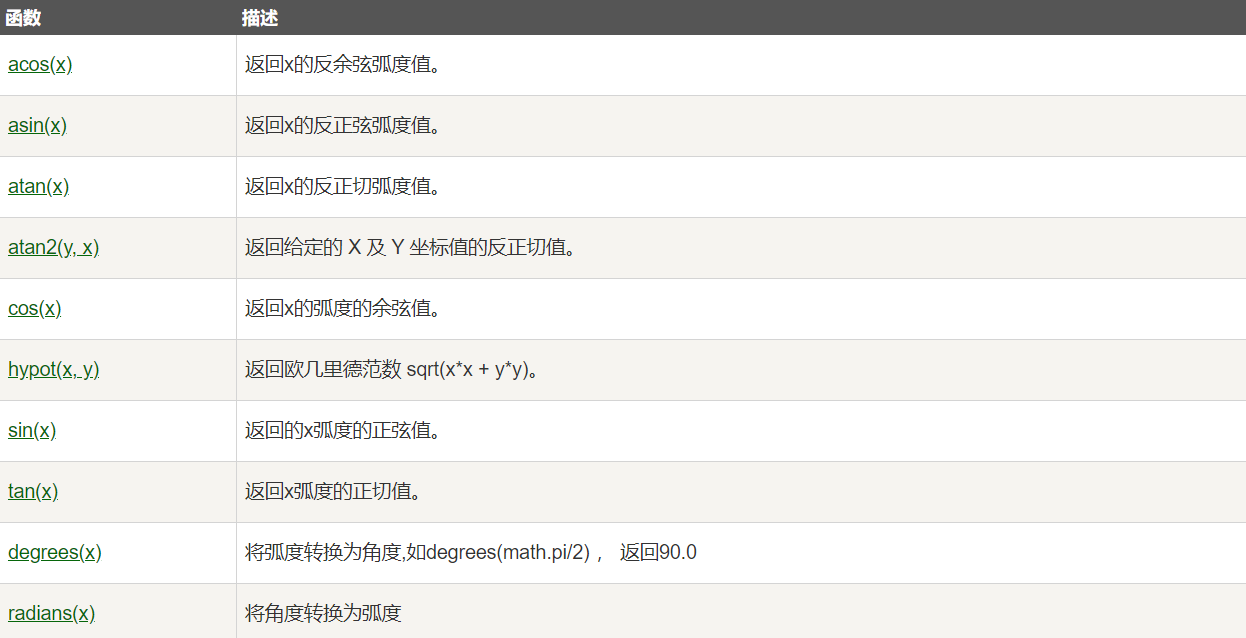 函数 描述
acos(x) 返回x的反余弦弧度值。
asin(x) 返回x的反正弦弧度值。
atan(x) 返回x的反正切弧度值。
atan2(y, x) 返回给定的 X 及 Y 坐标值的反正切值。
cos(x) 返回x的弧度的余弦值。
hypot(x, y) 返回欧几里德范数 sqrt(x*x + y*y)。
sin(x) 返回的x弧度的正弦值。
tan(x) 返回x弧度的正切值。
degrees(x) 将弧度转换为角度,如degrees(math.pi/2) ， 返回90.0
radians(x) 将角度转换为弧度